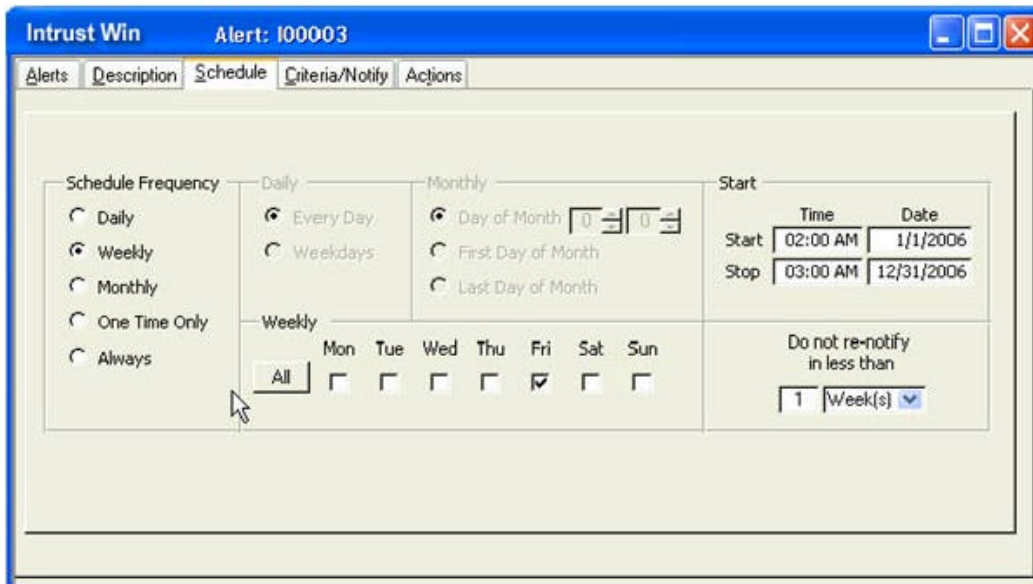 Intrust Win Alert: I00003
Alerts Description Schedule Criteria/Notify Actions
Schedule Frequency
Daily
Weekly
Monthly
One Time Only
Always
Daily
Every Day
Weekdays
Monthly
Day of Month 0 0
First Day of Month
Last Day of Month
Weekly
Mon Tue Wed Thu Fri Sat Sun
All
Start
Time Date
Start 02:00 AM 1/1/2006
Stop 03:00 AM 12/31/2006
Do not re-notify
in less than
1 Week(s)